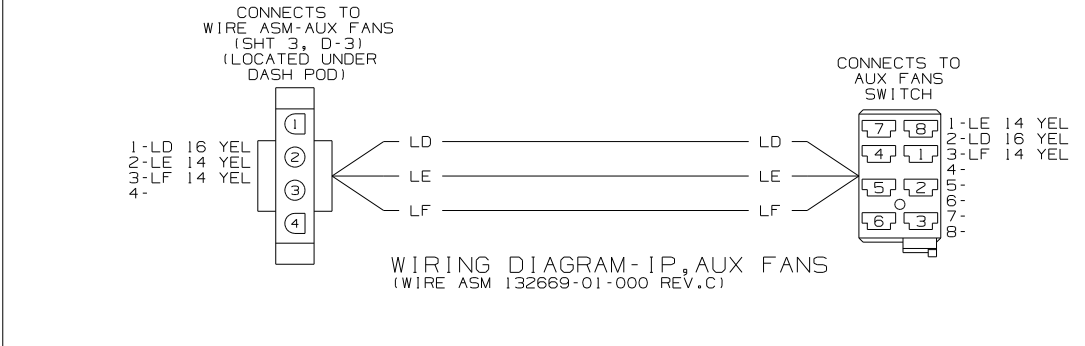 CONNECTS TO
WIRE ASM-AUX FANS
(SHT 3, D-3)
(LOCATED UNDER
DASH POD)
1
2
3
4
1-LD 16 YEL
2-LE 14 YEL
3-LF 14 YEL
4-
LD LD
LE LE
LF LF
CONNECTS TO
AUX FANS
SWITCH
7 8
4 1
5 2
6 3
1-LE 14 YEL
2-LD 16 YEL
3-LF 14 YEL
4-
5-
6-
7-
8-
WIRING DIAGRAM-IP,AUX FANS
(WIRE ASM 132669-01-000 REV.C)